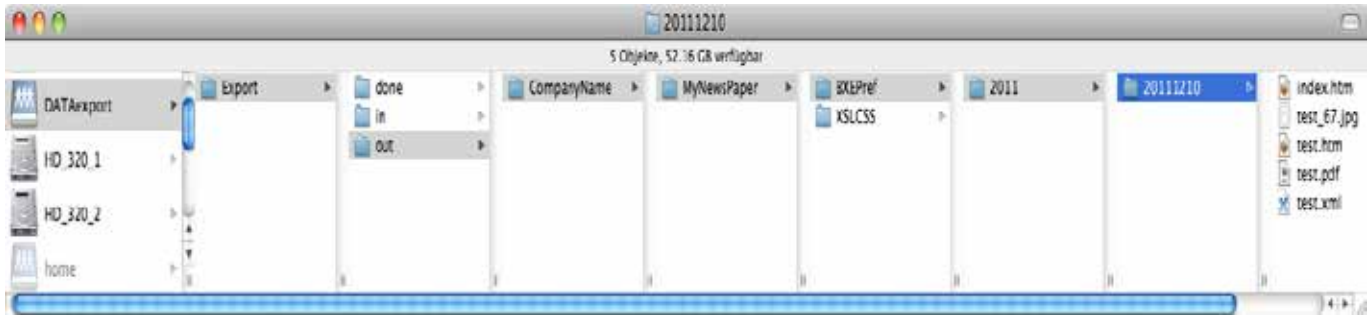 20111210
5 Objekte, 52.16 GB verfügbar
DATAexport
HD_320_1
HD_320_2
home
Export
done
in
out
CompanyName
MyNewsPaper
BXEPref
XSLCSS
2011
20111210
index.htm
test_67.jpg
test.htm
test.pdf
test.xml